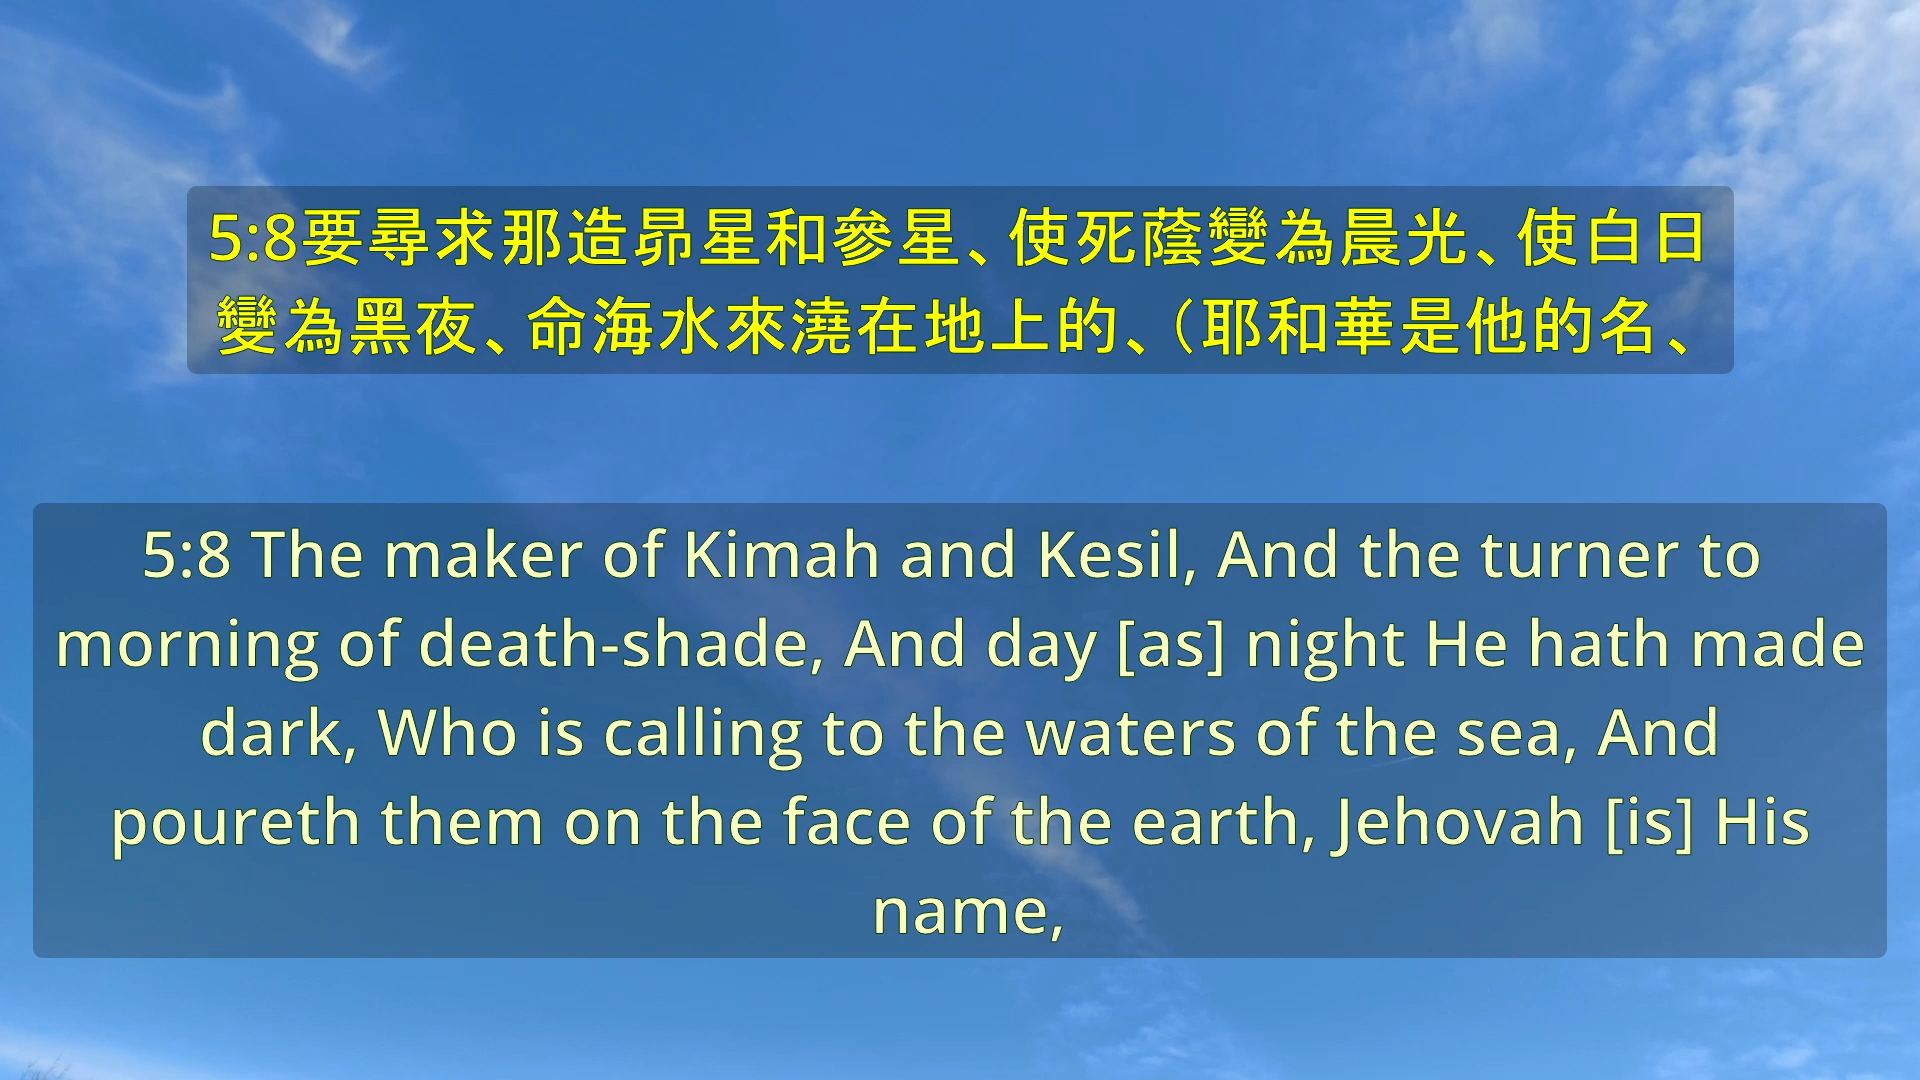 5:8要尋求那造昴星和參星、使死蔭變為晨光、使白日
變為黑夜、命海水來澆在地上的、（耶和華是他的名、
5:8 The maker of Kimah and Kesil, And the turner to
morning of death-shade, And day [as] night He hath made
dark, Who is calling to the waters of the sea, And
poureth them on the face of the earth, Jehovah [is] His
name,